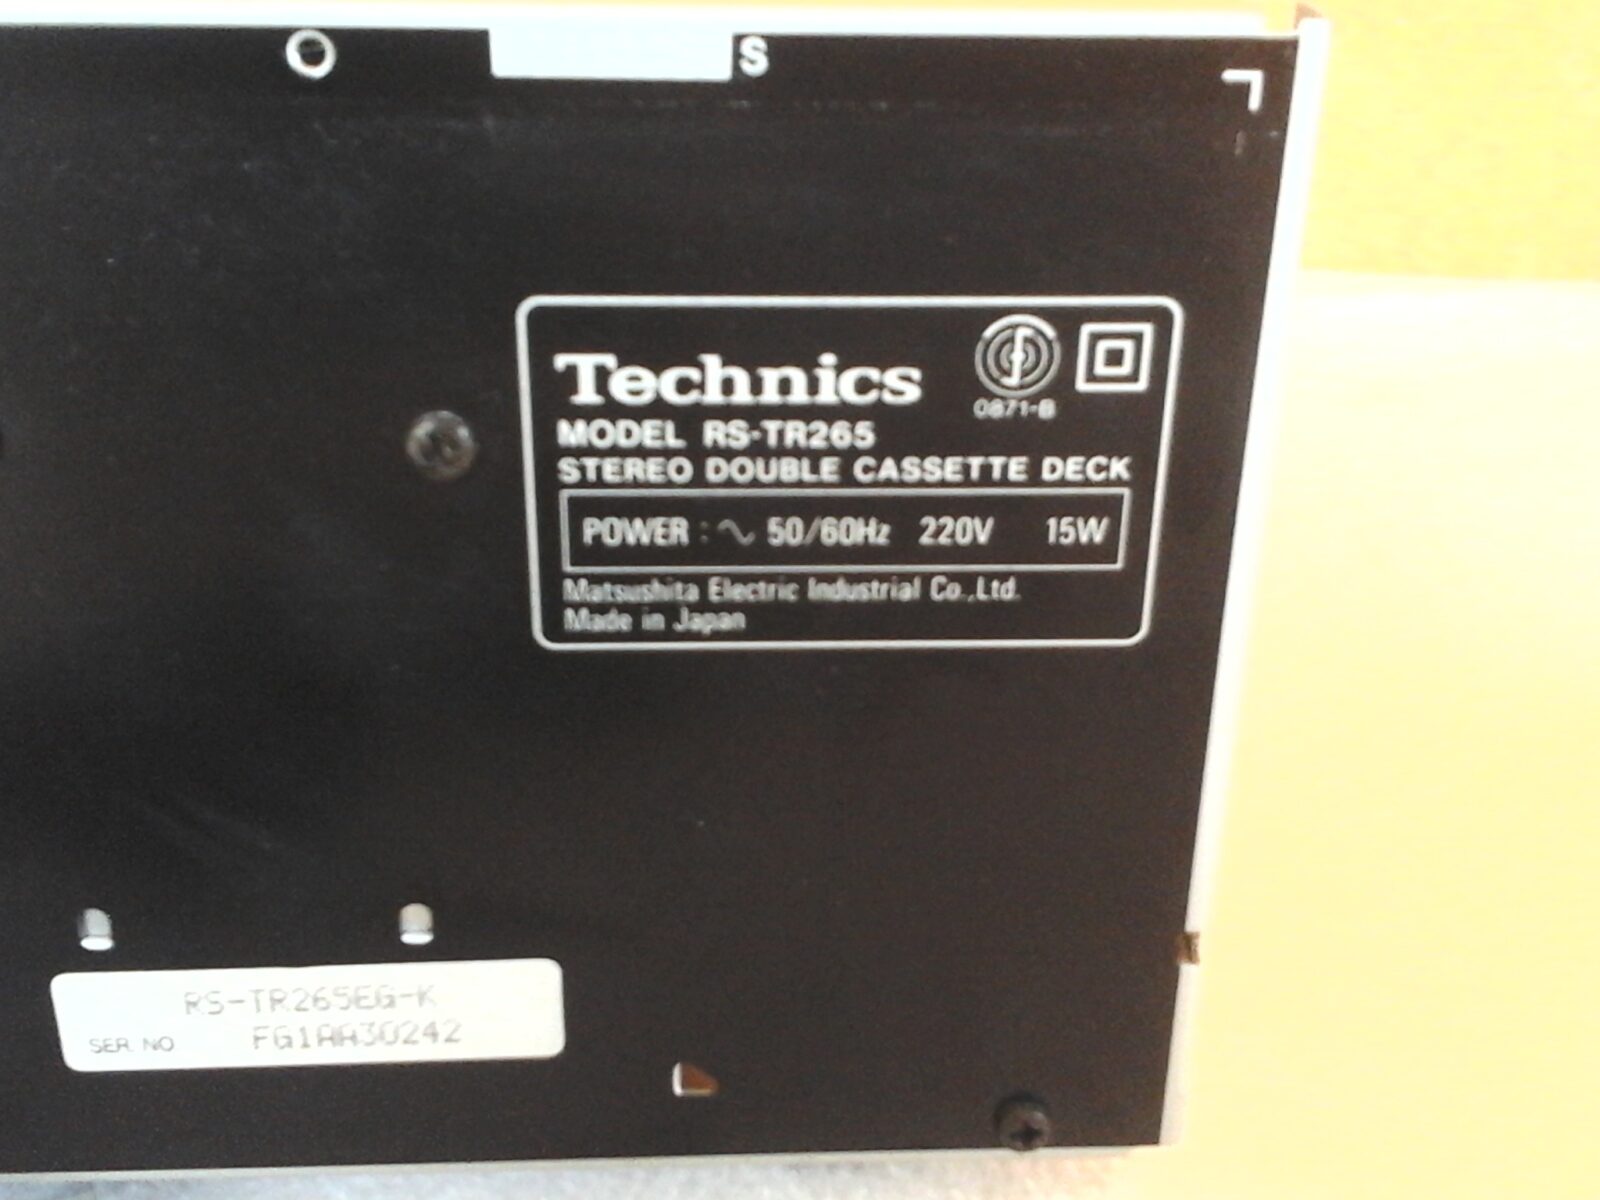 S
Technics
0871-B
MODEL RS-TR265
STEREO DOUBLE CASSETTE DECK
POWER : ∿ 50/60Hz 220V 15W
Matsushita Electric Industrial Co.,Ltd.
Made in Japan
RS-TR265EG-K
SER. NO FG1AA30242